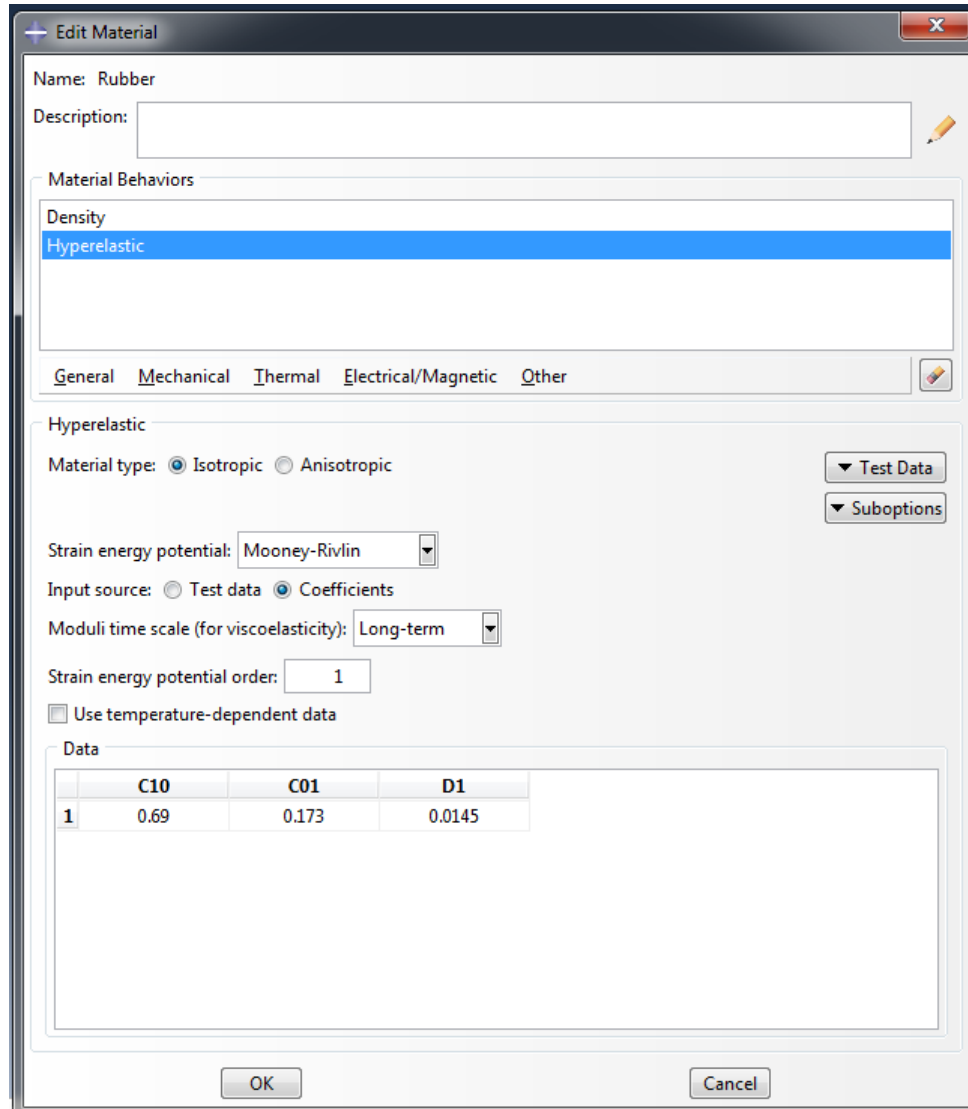 Edit Material
Name: Rubber
Description:
Material Behaviors
Density
Hyperelastic
General Mechanical Thermal Electrical/Magnetic Other
Hyperelastic
Material type: Isotropic Anisotropic
Test Data
Suboptions
Strain energy potential: Mooney-Rivlin
Input source: Test data Coefficients
Moduli time scale (for viscoelasticity): Long-term
Strain energy potential order: 1
Use temperature-dependent data
Data
C10 C01 D1
1 0.69 0.173 0.0145
OK Cancel